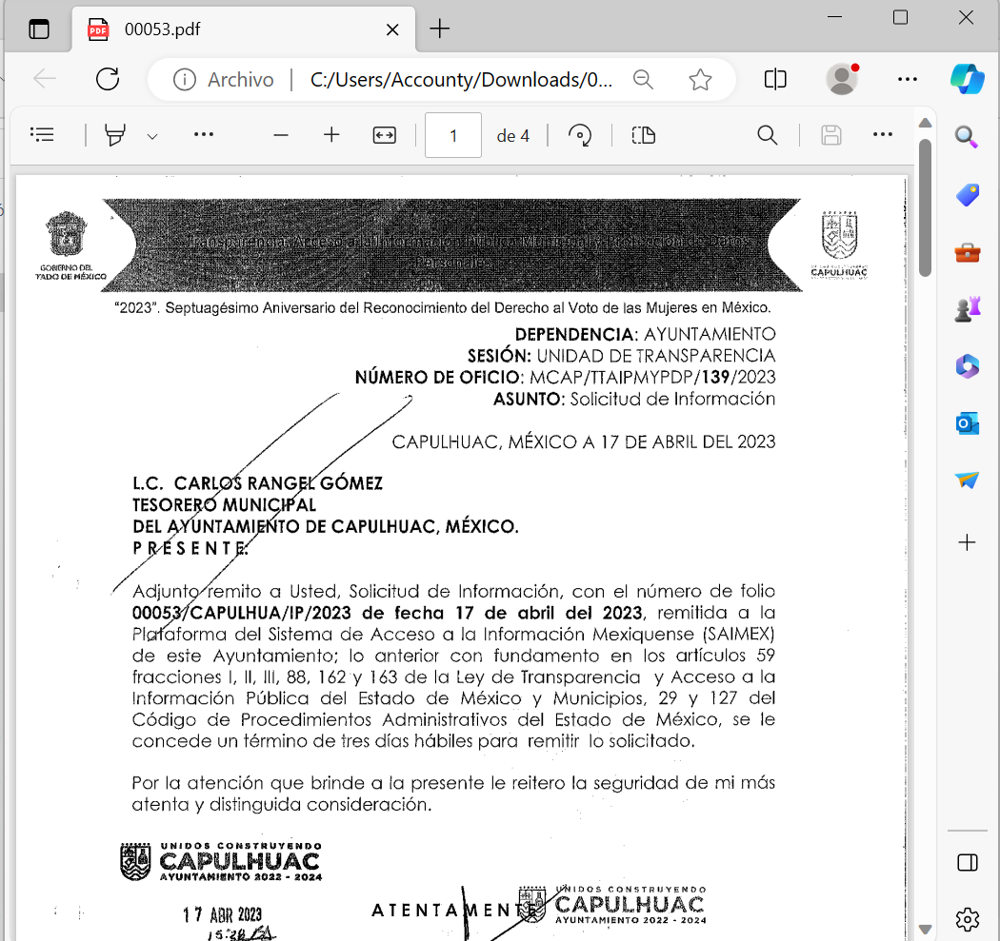 00053.pdf
Archivo
C:/Users/Accounty/Downloads/0...
1 de 4
Transparencia, Acceso a la Información Pública Municipal y Protección de Datos
Personales
GOBIERNO DEL
TADO DE MÉXICO
CAPULHUAC
“2023”. Septuagésimo Aniversario del Reconocimiento del Derecho al Voto de las Mujeres en México.
DEPENDENCIA: AYUNTAMIENTO
SESIÓN: UNIDAD DE TRANSPARENCIA
NÚMERO DE OFICIO: MCAP/TTAIPMYPDP/139/2023
ASUNTO: Solicitud de Información
CAPULHUAC, MÉXICO A 17 DE ABRIL DEL 2023
L.C. CARLOS RANGEL GÓMEZ
TESORERO MUNICIPAL
DEL AYUNTAMIENTO DE CAPULHUAC, MÉXICO.
P R E S E N T E:
Adjunto remito a Usted, Solicitud de Información, con el número de folio
00053/CAPULHUA/IP/2023 de fecha 17 de abril del 2023, remitida a la
Plataforma del Sistema de Acceso a la Información Mexiquense (SAIMEX)
de este Ayuntamiento; lo anterior con fundamento en los artículos 59
fracciones I, II, III, 88, 162 y 163 de la Ley de Transparencia y Acceso a la
Información Pública del Estado de México y Municipios, 29 y 127 del
Código de Procedimientos Administrativos del Estado de México, se le
concede un término de tres días hábiles para remitir lo solicitado.
Por la atención que brinde a la presente le reitero la seguridad de mi más
atenta y distinguida consideración.
UNIDOS CONSTRUYENDO
CAPULHUAC
AYUNTAMIENTO 2022 - 2024
17 ABR 2023
A T E N T A M E N T E
UNIDOS CONSTRUYENDO
CAPULHUAC
AYUNTAMIENTO 2022 - 2024